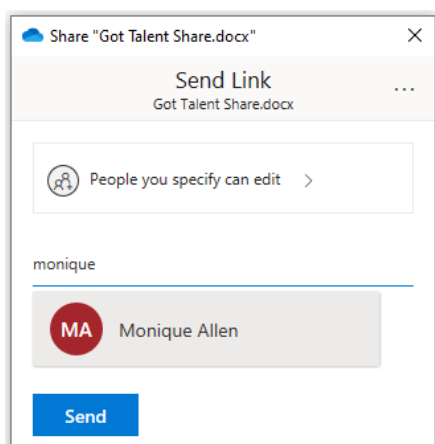 Share "Got Talent Share.docx"
Send Link
Got Talent Share.docx
People you specify can edit
monique
MA
Monique Allen
Send